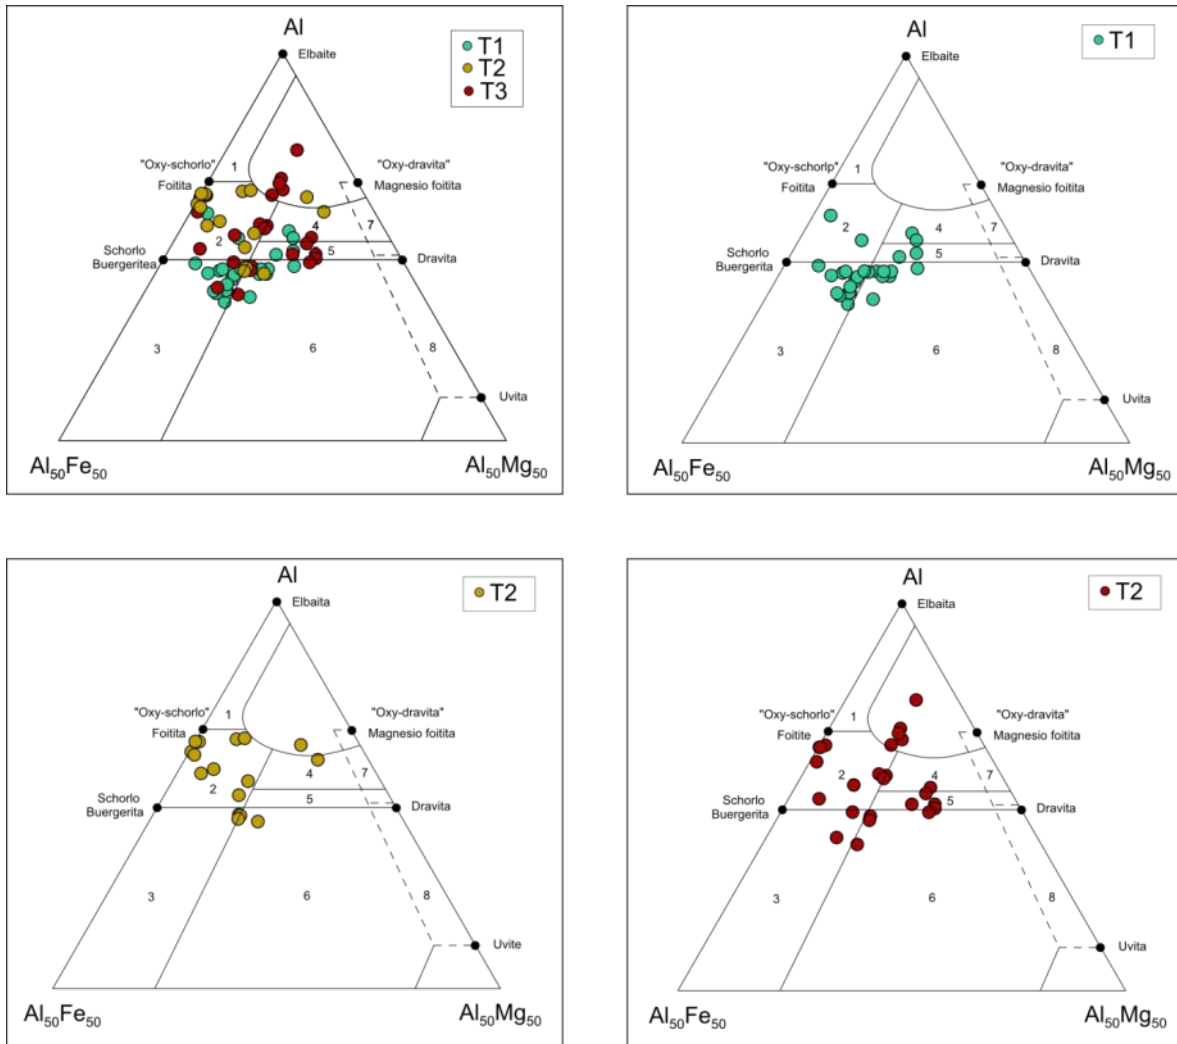 Al
Elbaite
T1
T2
T3
"Oxy-schorlo"
Foitita
1
"Oxy-dravita"
Magnesio foitita
2
4
7
5
Schorlo
Buergeritea
Dravita
3
6
8
Uvita
Al50Fe50
Al50Mg50
Al
Elbaite
T1
"Oxy-schorlp"
Foitita
1
"Oxy-dravita"
Magnesio foitita
2
4
7
5
Schorlo
Buergerita
Dravita
3
6
8
Uvita
Al50Fe50
Al50Mg50
Al
Elbaita
T2
"Oxy-schorlo"
Foitita
1
"Oxy-dravita"
Magnesio foitita
2
4
7
5
Schorlo
Buergerita
Dravita
3
6
8
Uvite
Al50Fe50
Al50Mg50
Al
Elbaita
T2
"Oxy-schorlo"
Foitite
1
"Oxy-dravita"
Magnesio foitita
2
4
7
5
Schorlo
Buergerita
Dravita
3
6
8
Uvita
Al50Fe50
Al50Mg50